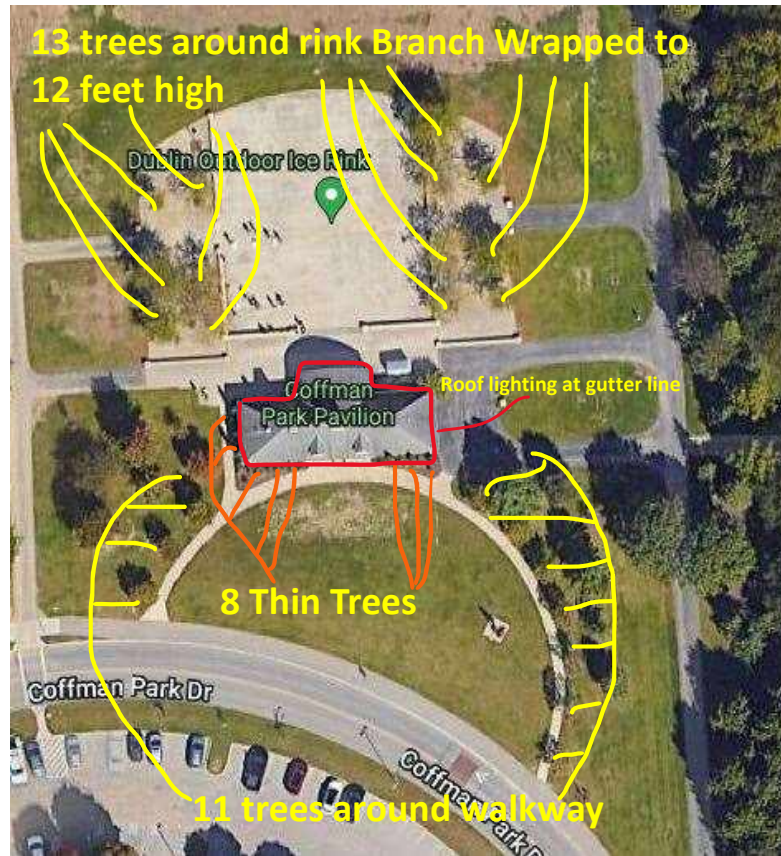 13 trees around rink Branch Wrapped to
12 feet high
Dublin Outdoor Ice Rink
Roof lighting at gutter line
Coffman
Park Pavilion
8 Thin Trees
Coffman Park Dr
Coffman Park D
11 trees around walkway